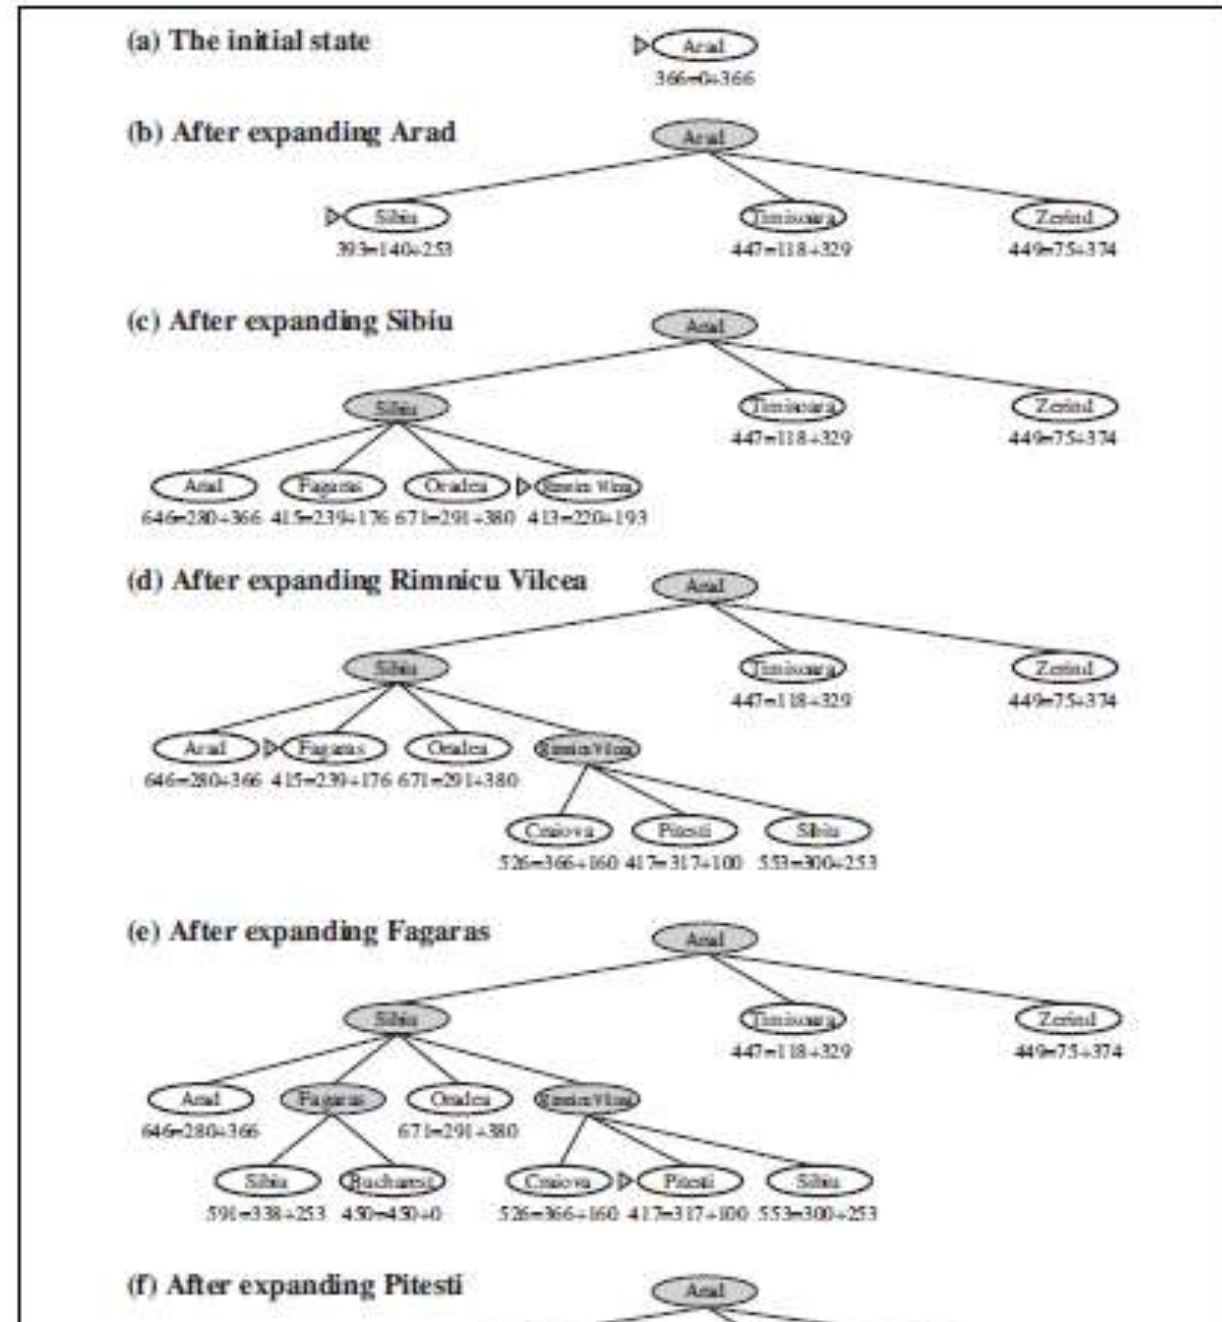 (a) The initial state
Arad
366=0+366
(b) After expanding Arad
Arad
Sibiu Timisoara Zerind
393=140+253 447=118+329 449=75+374
(c) After expanding Sibiu
Arad
Sibiu Timisoara Zerind
447=118+329 449=75+374
Arad Fagaras Oradea Rimnicu Vilcea
646=280+366 415=239+176 671=291+380 413=220+193
(d) After expanding Rimnicu Vilcea
Arad
Sibiu Timisoara Zerind
447=118+329 449=75+374
Arad Fagaras Oradea Rimnicu Vilcea
646=280+366 415=239+176 671=291+380
Craiova Pitesti Sibiu
526=366+160 417=317+100 553=300+253
(e) After expanding Fagaras
Arad
Sibiu Timisoara Zerind
447=118+329 449=75+374
Arad Fagaras Oradea Rimnicu Vilcea
646=280+366 671=291+380
Sibiu Bucharest Craiova Pitesti Sibiu
591=338+253 450=450+0 526=366+160 417=317+100 553=300+253
(f) After expanding Pitesti
Arad